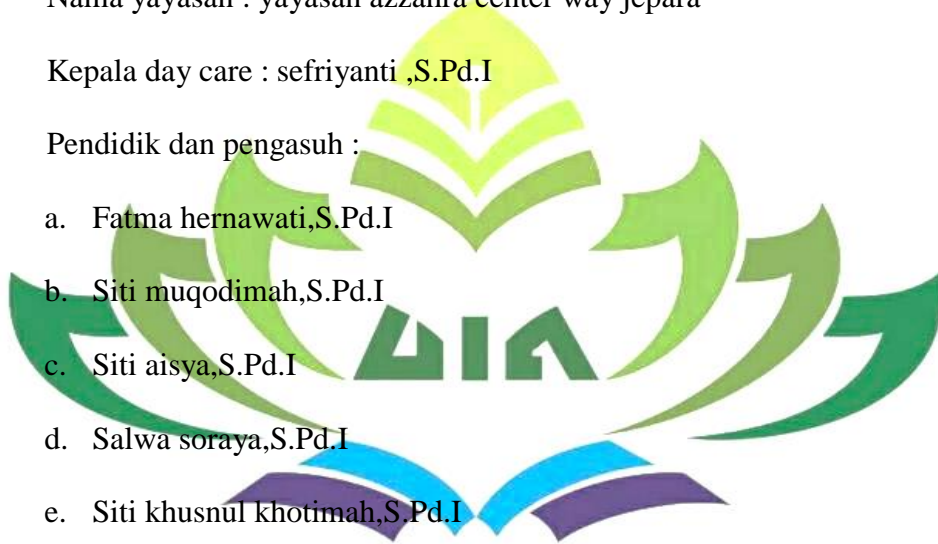 Nama yayasan : yayasan azzahra center way jepara
Kepala day care : sefriyanti ,S.Pd.I
Pendidik dan pengasuh :
a. Fatma hernawati,S.Pd.I
b. Siti muqodimah,S.Pd.I
c. Siti aisya,S.Pd.I
UIN
d. Salwa soraya,S.Pd.I
e. Siti khusnul khotimah,S.Pd.I